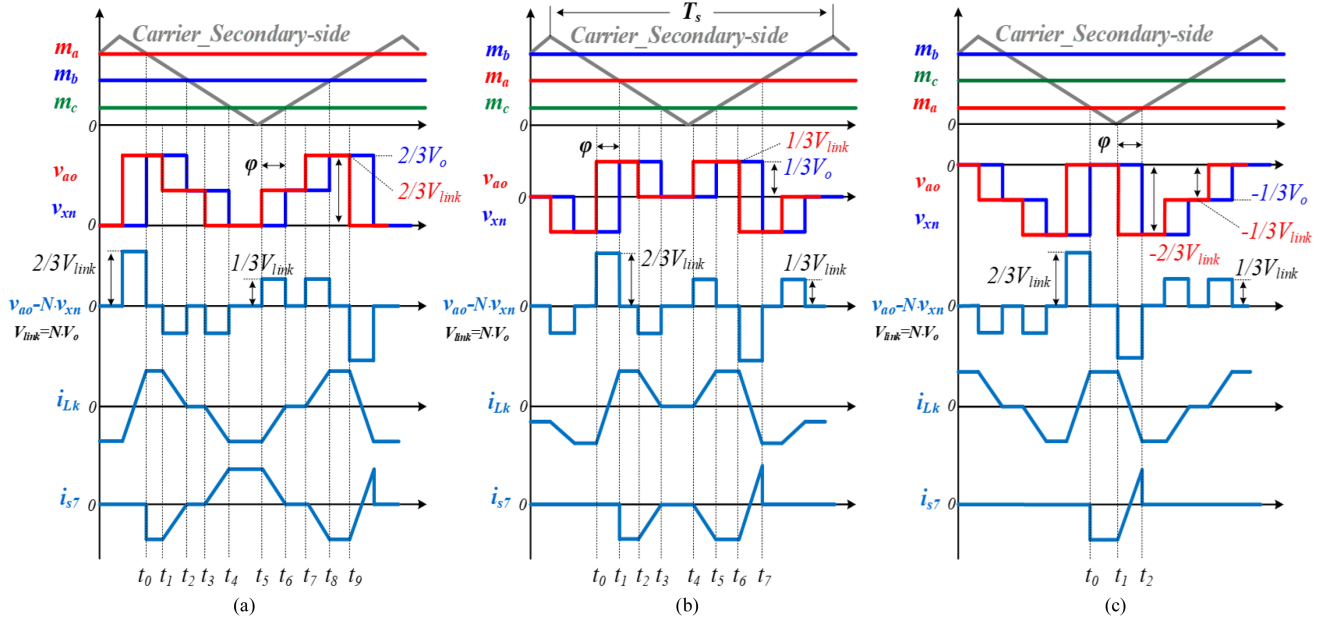 Carrier_Secondary-side
m_a
m_b
m_c
0
v_ao
v_xn
0
φ
2/3V_o
2/3V_link
2/3V_link
1/3V_link
v_ao-N·v_xn
0
V_link=N·V_o
i_Lk
0
i_s7
0
t_0 t_1 t_2 t_3 t_4 t_5 t_6 t_7 t_8 t_9
(a)
T_s
Carrier_Secondary-side
m_b
m_a
m_c
0
φ
1/3V_link
1/3V_o
v_ao
0
v_xn
2/3V_link
1/3V_link
v_ao-N·v_xn
0
V_link=N·V_o
i_Lk
0
i_s7
0
t_0 t_1 t_2 t_3 t_4 t_5 t_6 t_7
(b)
Carrier_Secondary-side
m_b
m_c
m_a
0
φ
0
v_ao
v_xn
-1/3V_o
-1/3V_link
-2/3V_link
2/3V_link
1/3V_link
v_ao-N·v_xn
0
V_link=N·V_o
i_Lk
0
i_s7
0
t_0 t_1 t_2
(c)